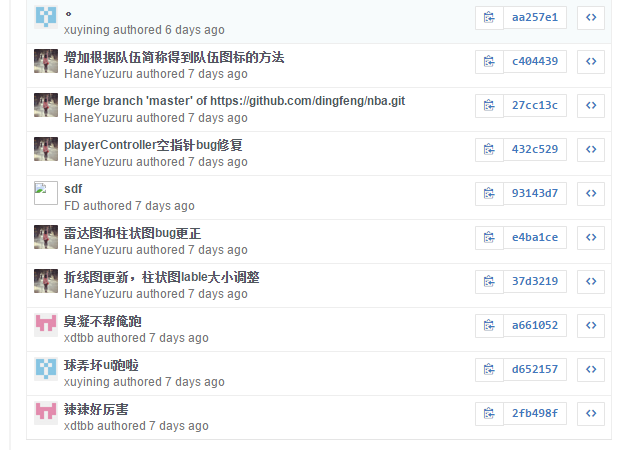 。
xuyining authored 6 days ago
aa257e1
增加根据队伍简称得到队伍图标的方法
HaneYuzuru authored 7 days ago
c404439
Merge branch 'master' of https://github.com/dingfeng/nba.git
HaneYuzuru authored 7 days ago
27cc13c
playerController空指针bug修复
HaneYuzuru authored 7 days ago
432c529
sdf
FD authored 7 days ago
93143d7
雷达图和柱状图bug更正
HaneYuzuru authored 7 days ago
e4ba1ce
折线图更新，柱状图lable大小调整
HaneYuzuru authored 7 days ago
37d3219
臭凝不帮俺跑
xdtbb authored 7 days ago
a661052
球弄坏ui跑啦
xuyining authored 7 days ago
d652157
辣辣好厉害
xdtbb authored 7 days ago
2fb498f